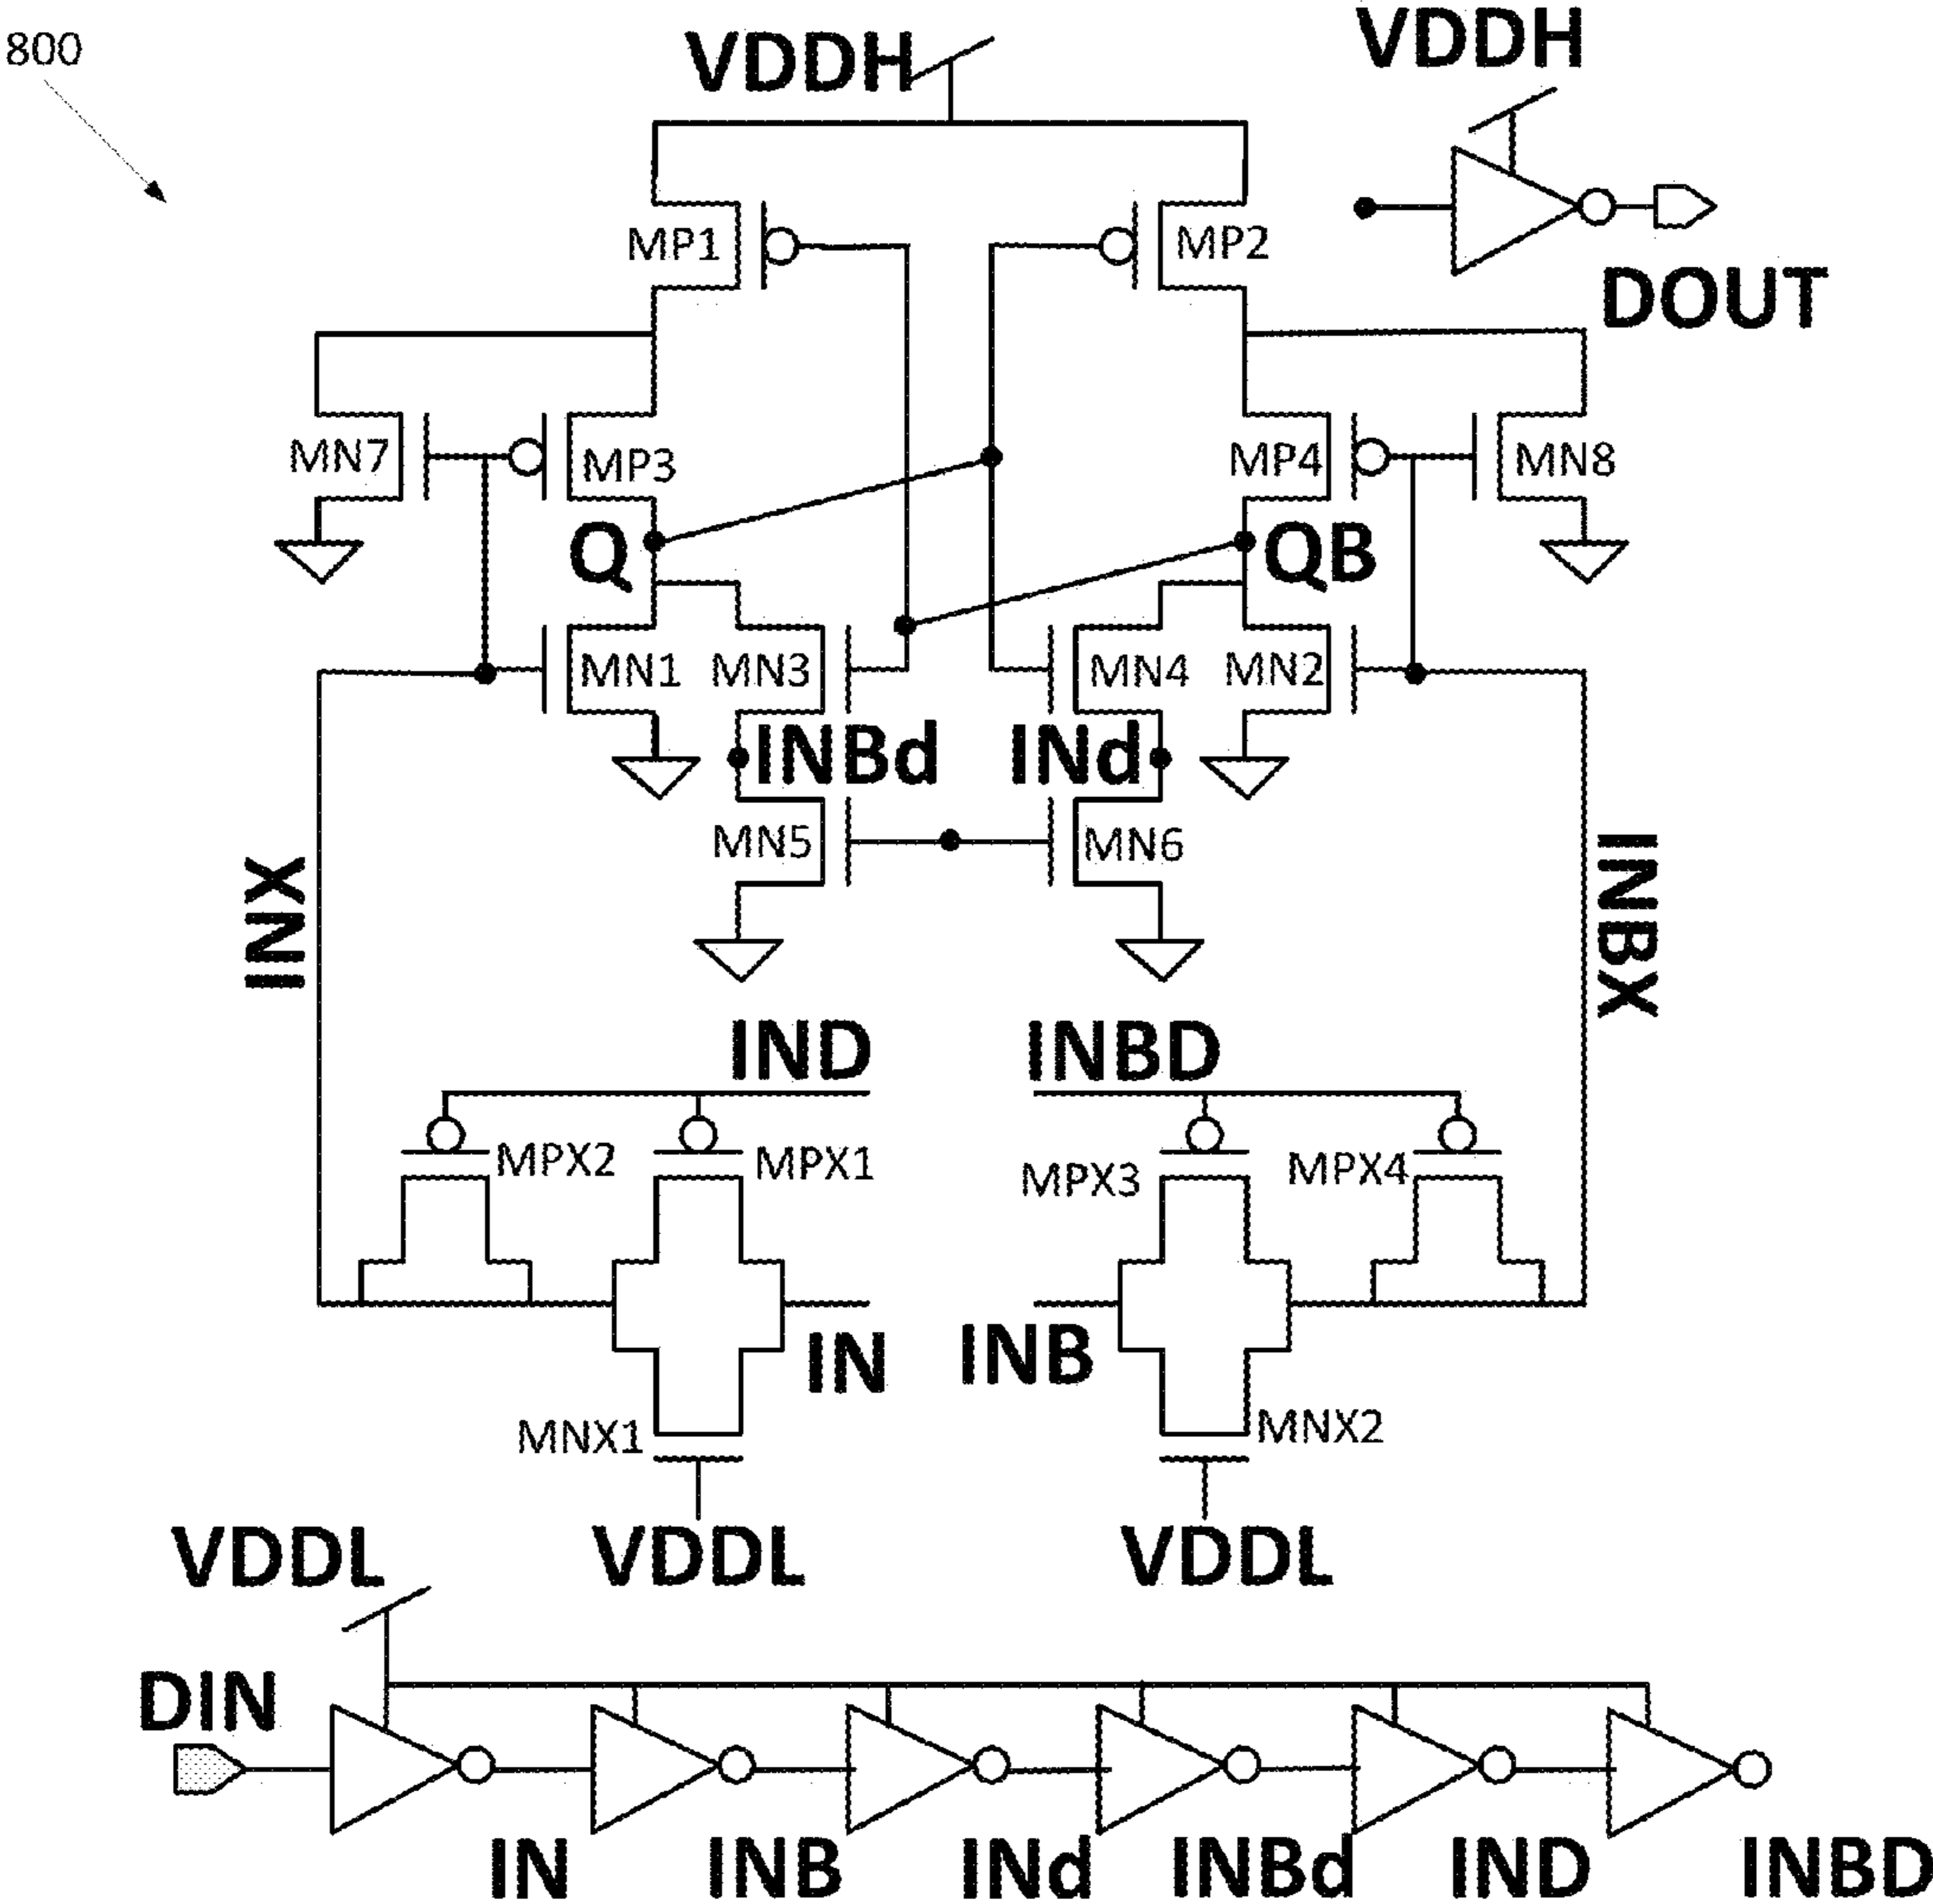 800
VDDH
VDDH
MP1
MP2
DOUT
MN7
MP3
MP4
MN8
Q
QB
MN1
MN3
MN4
MN2
INBd
INd
MN5
MN6
INX
INBX
IND
INBD
MPX2
MPX1
MPX3
MPX4
IN
INB
MNX1
MNX2
VDDL
VDDL
VDDL
DIN
IN
INB
INd
INBd
IND
INBD